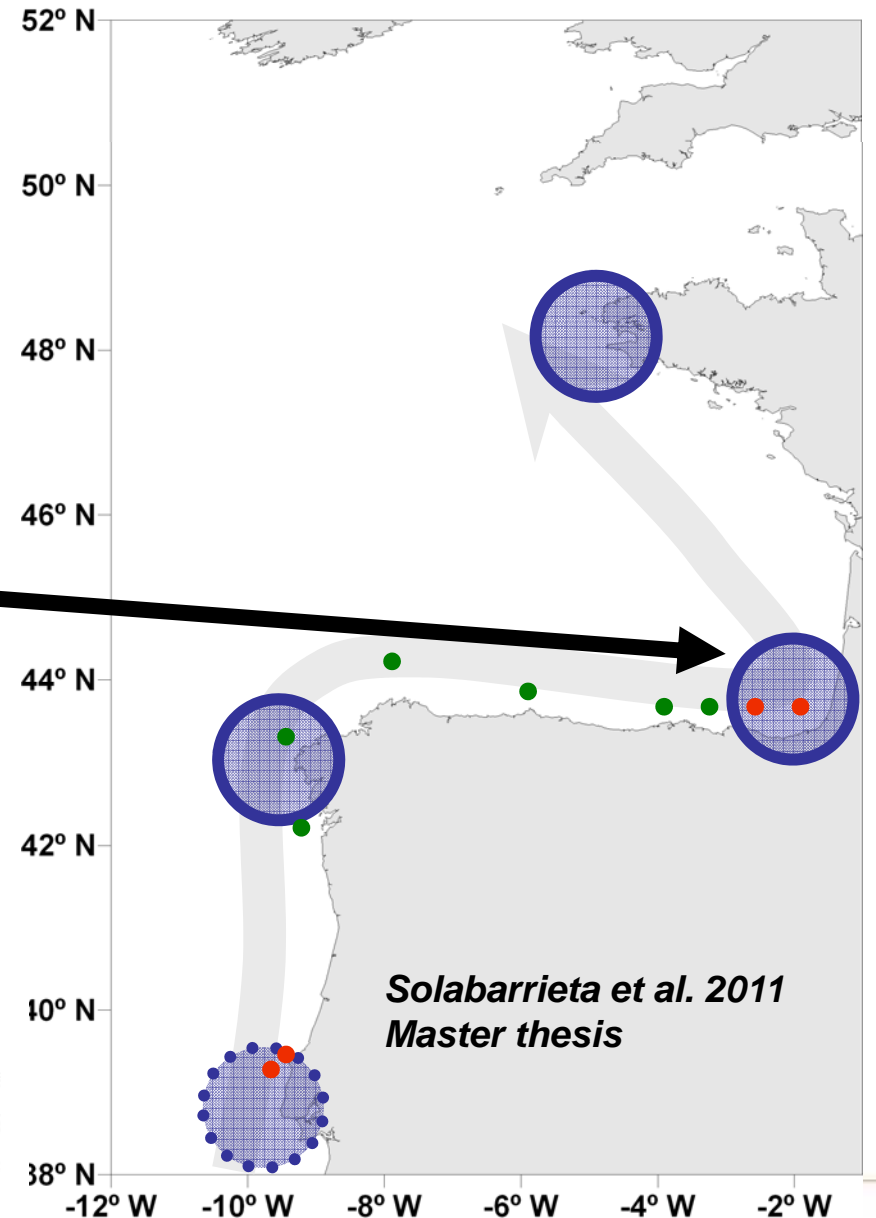 52º N
50º N
48º N
46º N
44º N
42º N
40º N
38º N
Solabarrieta et al. 2011
Master thesis
-12º W -10º W -8º W -6º W -4º W -2º W